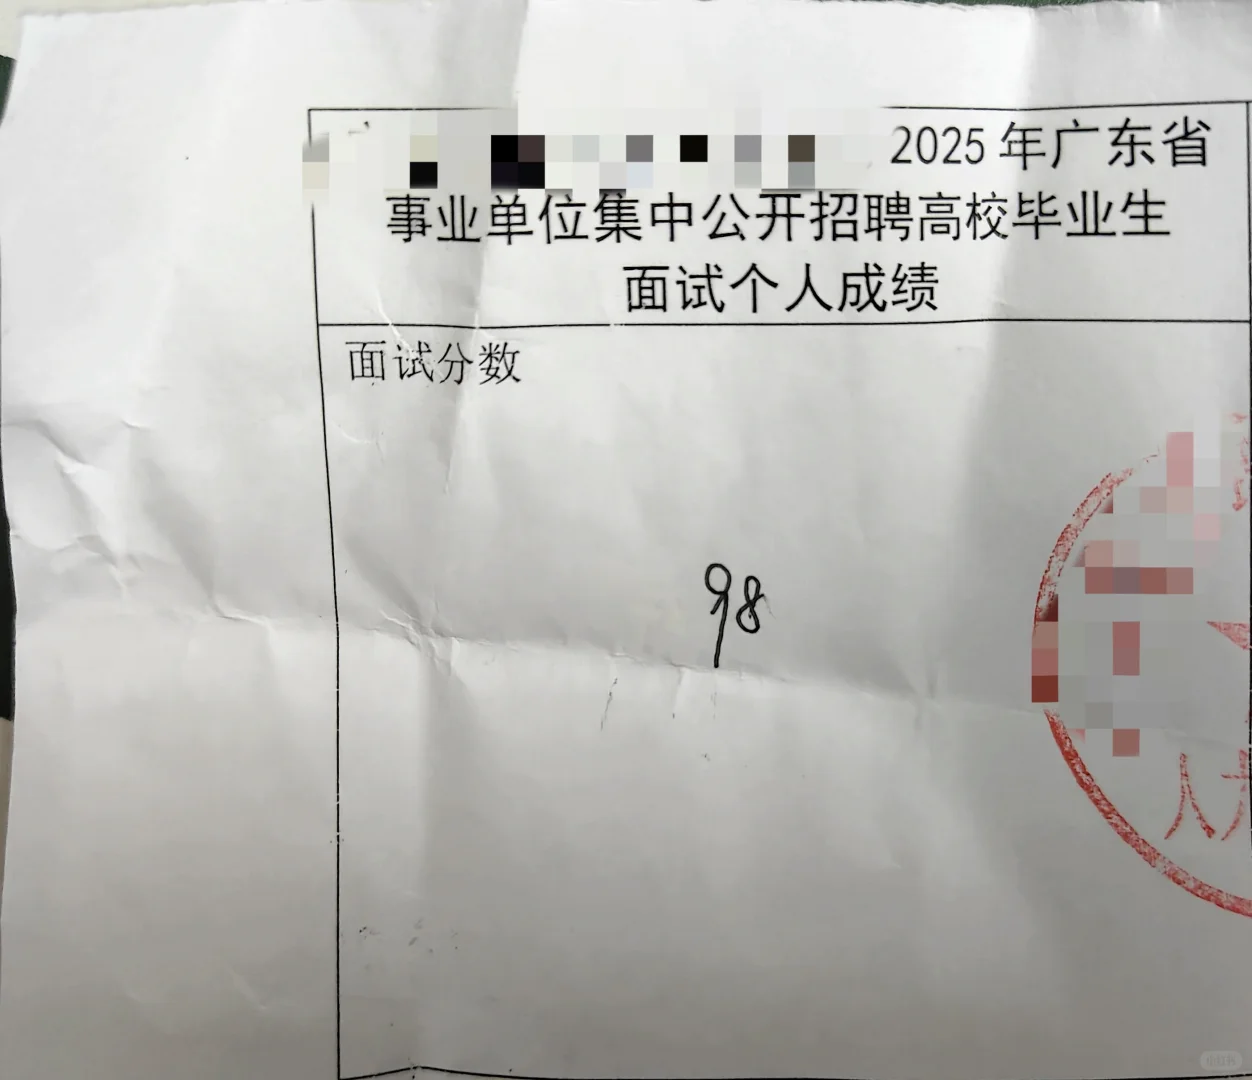 2025年广东省
事业单位集中公开招聘高校毕业生
面试个人成绩
面试分数
98
人